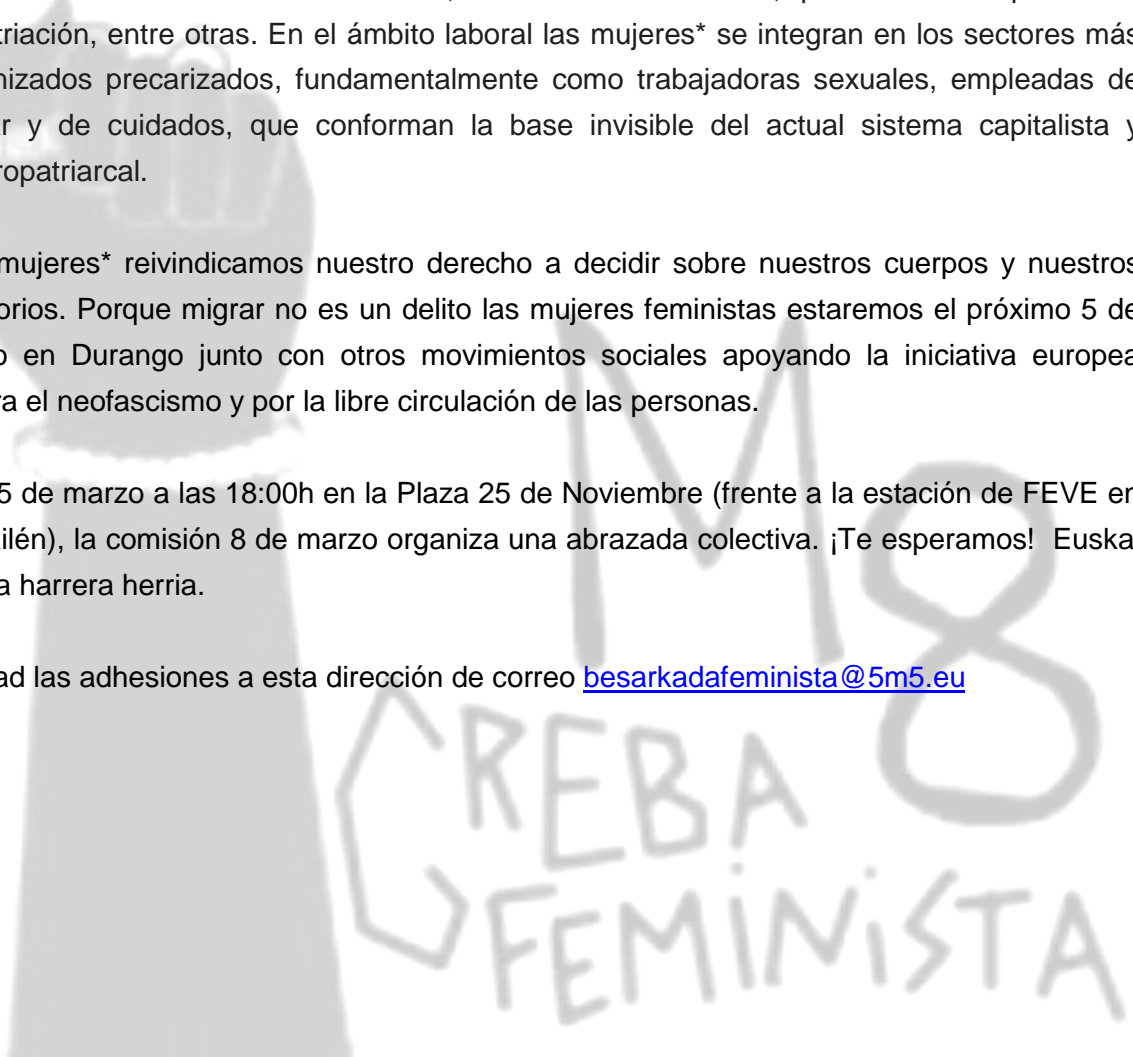 triación, entre otras. En el ámbito laboral las mujeres* se integran en los sectores más
nizados precarizados, fundamentalmente como trabajadoras sexuales, empleadas de
r y de cuidados, que conforman la base invisible del actual sistema capitalista y
ropatriarcal.
mujeres* reivindicamos nuestro derecho a decidir sobre nuestros cuerpos y nuestros
orios. Porque migrar no es un delito las mujeres feministas estaremos el próximo 5 de
o en Durango junto con otros movimientos sociales apoyando la iniciativa europea
ra el neofascismo y por la libre circulación de las personas.
5 de marzo a las 18:00h en la Plaza 25 de Noviembre (frente a la estación de FEVE en
ilén), la comisión 8 de marzo organiza una abrazada colectiva. ¡Te esperamos! Euskal
a harrera herria.
ad las adhesiones a esta dirección de correo besarkadafeminista@5m5.eu
M8
GREBA
FEMINISTA